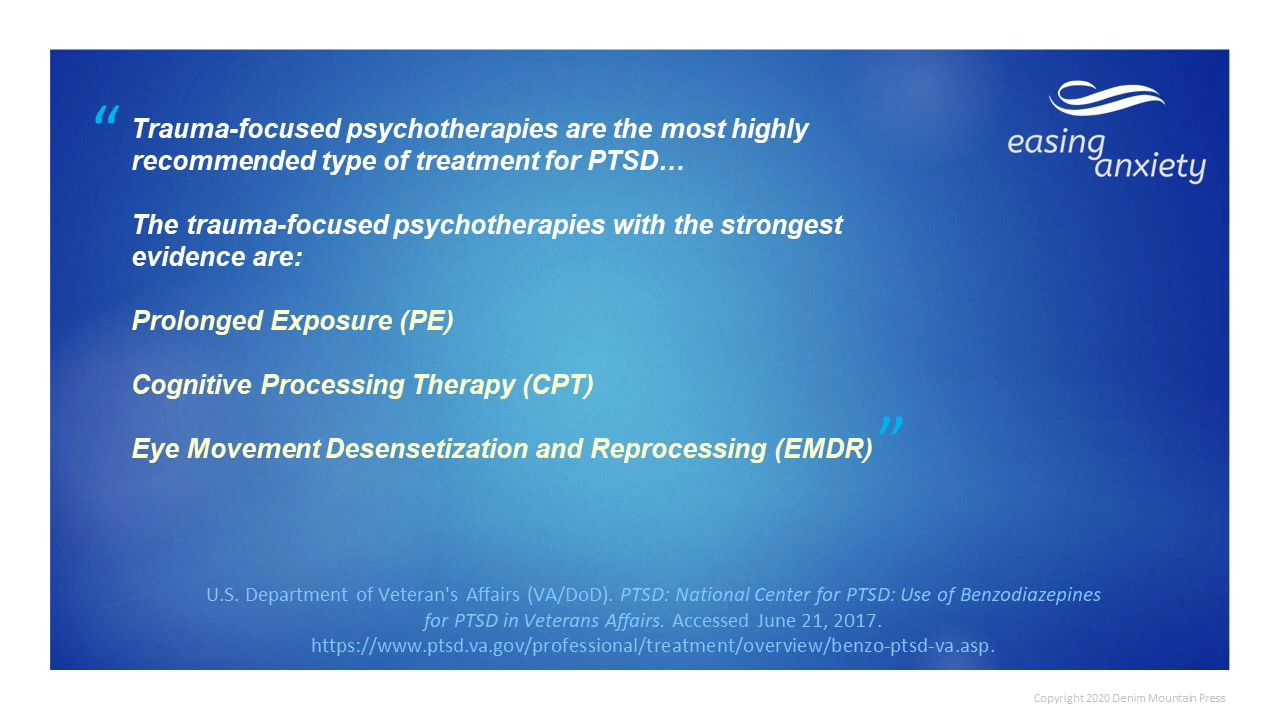 easing
anxiety
“ Trauma-focused psychotherapies are the most highly
recommended type of treatment for PTSD…
The trauma-focused psychotherapies with the strongest
evidence are:
Prolonged Exposure (PE)
Cognitive Processing Therapy (CPT)
Eye Movement Desensetization and Reprocessing (EMDR) ”
U.S. Department of Veteran's Affairs (VA/DoD). PTSD: National Center for PTSD: Use of Benzodiazepines
for PTSD in Veterans Affairs. Accessed June 21, 2017.
https://www.ptsd.va.gov/professional/treatment/overview/benzo-ptsd-va.asp.
Copyright 2020 Denim Mountain Press